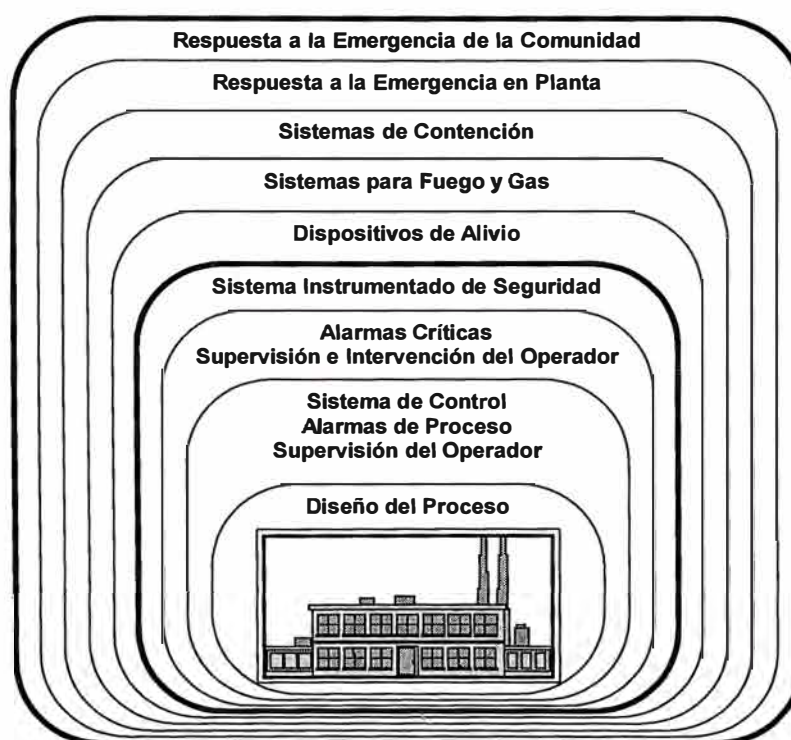 Respuesta a la Emergencia de la Comunidad
Respuesta a la Emergencia en Planta
Sistemas de Contención
Sistemas para Fuego y Gas
Dispositivos de Alivio
Sistema Instrumentado de Seguridad
Alarmas Críticas
Supervisión e Intervención del Operador
Sistema de Control
Alarmas de Proceso
Supervisión del Operador
Diseño del Proceso